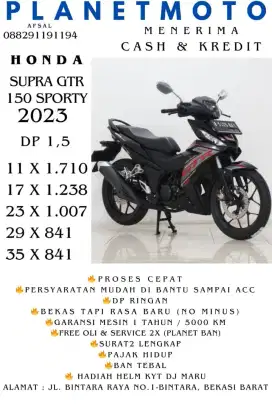 PLANETMOTO
AFSAL
088291191194
MENERIMA
CASH & KREDIT
HONDA
SUPRA GTR
150 SPORTY
2023
DP 1,5
11 X 1.710
17 X 1.238
23 X 1.007
29 X 841
35 X 841
🔥PROSES CEPAT
🔥PERSYARATAN MUDAH DI BANTU SAMPAI ACC
🔥DP RINGAN
🔥BEKAS TAPI RASA BARU (NO MINUS)
🔥GARANSI MESIN 1 TAHUN / 5000 KM
🔥FREE OLI & SERVICE 2X (PLANET BAN)
🔥SURAT2 LENGKAP
🔥PAJAK HIDUP
🔥BAN TEBAL
🔥HADIAH HELM KYT DJ MARU
ALAMAT : JL. BINTARA RAYA NO.1-BINTARA, BEKASI BARAT